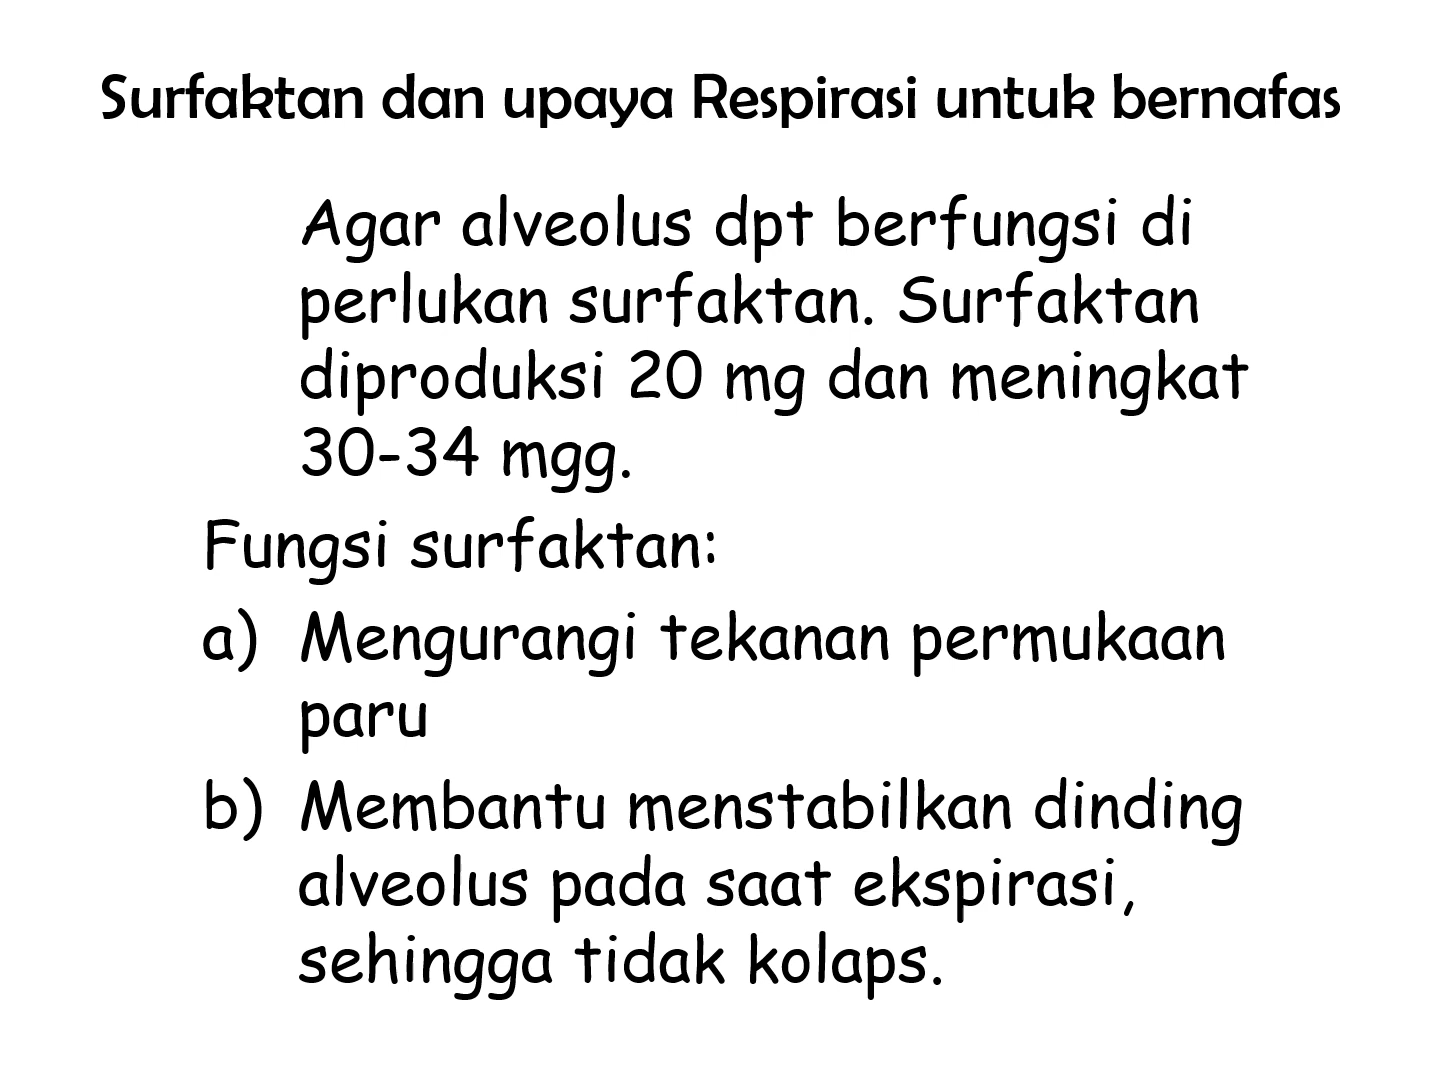 Surfaktan dan upaya Respirasi untuk bernafas
Agar alveolus dpt berfungsi di
perlukan surfaktan. Surfaktan
diproduksi 20 mg dan meningkat
30-34 mgg.
Fungsi surfaktan:
a) Mengurangi tekanan permukaan
paru
b) Membantu menstabilkan dinding
alveolus pada saat ekspirasi,
sehingga tidak kolaps.